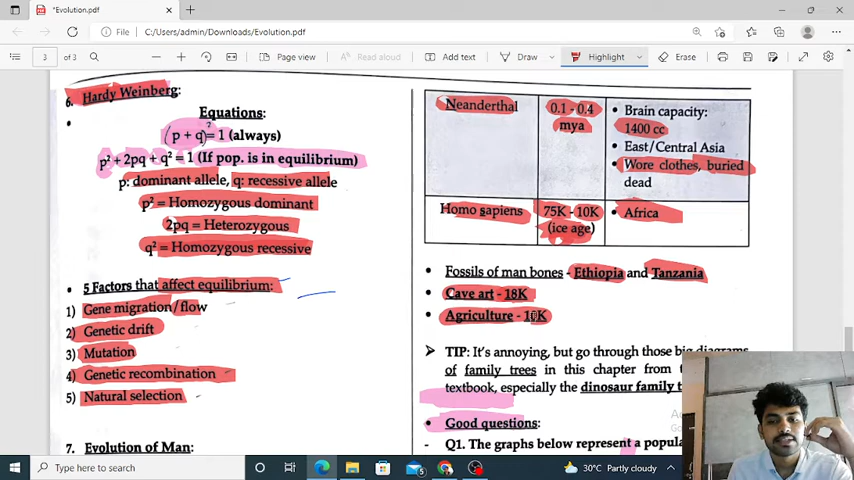 Evolution.pdf
File
C:/Users/admin/Downloads/Evolution.pdf
3 of 3
Page view
Read aloud
Add text
Draw
Highlight
Erase
6. Hardy Weinberg:
Equations:
(p + q)² = 1 (always)
p² + 2pq + q² = 1 (If pop. is in equilibrium)
p: dominant allele, q: recessive allele
p² = Homozygous dominant
2pq = Heterozygous
q² = Homozygous recessive
• 5 Factors that affect equilibrium:
1) Gene migration/flow
2) Genetic drift
3) Mutation
4) Genetic recombination
5) Natural selection
7. Evolution of Man:
Neanderthal
0.1 - 0.4
mya
• Brain capacity:
1400 cc
• East/Central Asia
• Wore clothes, buried
dead
Homo sapiens
75K - 10K
(ice age)
• Africa
• Fossils of man bones - Ethiopia and Tanzania
• Cave art - 18K
• Agriculture - 10K
➢ TIP: It's annoying, but go through those big diagrams
of family trees in this chapter from
textbook, especially the dinosaur family
• Good questions:
- Q1. The graphs below represent a
Type here to search
30°C Partly cloudy